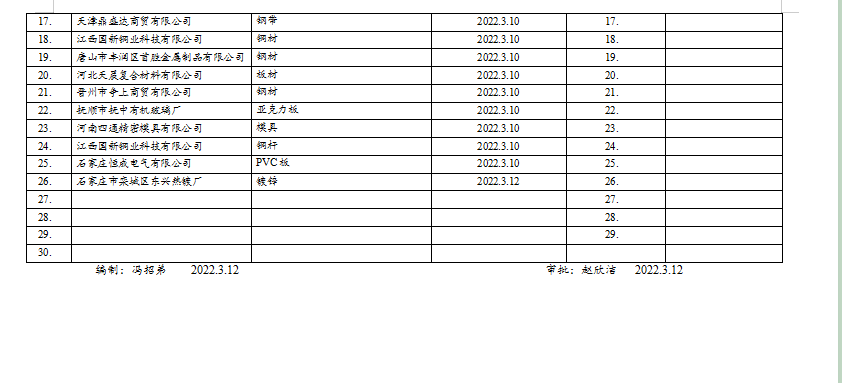 17. 天津鼎盛达商贸有限公司 钢带 2022.3.10 17.
18. 江西国新铜业科技有限公司 铜材 2022.3.10 18.
19. 唐山市丰润区首胜金属制品有限公司 钢材 2022.3.10 19.
20. 河北天晟复合材料有限公司 板材 2022.3.10 20.
21. 晋州市争上商贸有限公司 钢材 2022.3.10 21.
22. 抚顺市抚中有机玻璃厂 亚克力板 2022.3.10 22.
23. 河南四通精密模具有限公司 模具 2022.3.10 23.
24. 江西国新铜业科技有限公司 铜杆 2022.3.10 24.
25. 石家庄恒威电气有限公司 PVC板 2022.3.10 25.
26. 石家庄市栾城区东兴热镀厂 镀锌 2022.3.12 26.
27. 27.
28. 28.
29. 29.
30.
编制：冯招弟 2022.3.12 审批：赵欣洁 2022.3.12